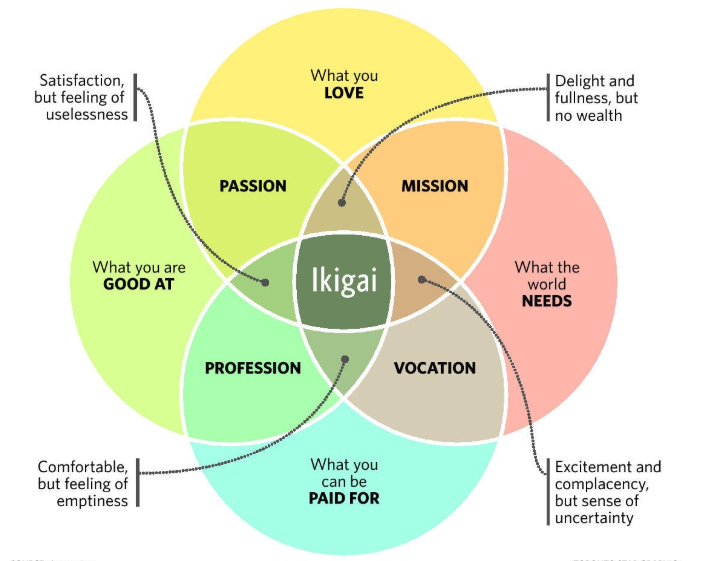 What you
LOVE
Satisfaction,
but feeling of
uselessness
Delight and
fullness, but
no wealth
PASSION
MISSION
What you are
GOOD AT
Ikigai
What the
world
NEEDS
PROFESSION
VOCATION
Comfortable,
but feeling of
emptiness
What you
can be
PAID FOR
Excitement and
complacency,
but sense of
uncertainty